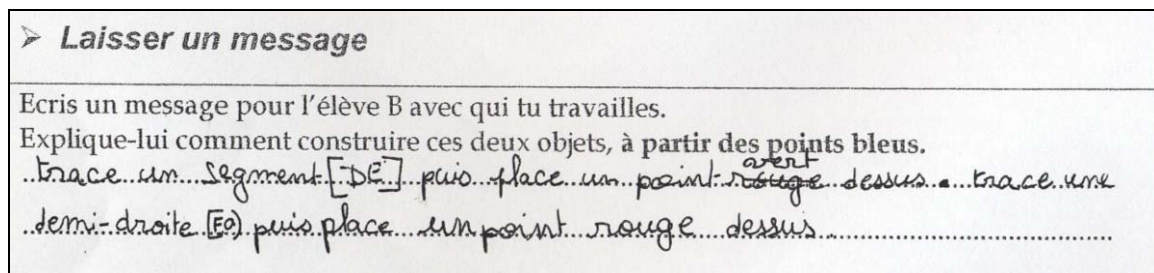 ➢ Laisser un message
Ecris un message pour l'élève B avec qui tu travailles.
Explique-lui comment construire ces deux objets, à partir des points bleus.
trace un segment [DE] puis place un point rouge vert dessus. trace une
demi-droite [EO) puis place un point rouge dessus